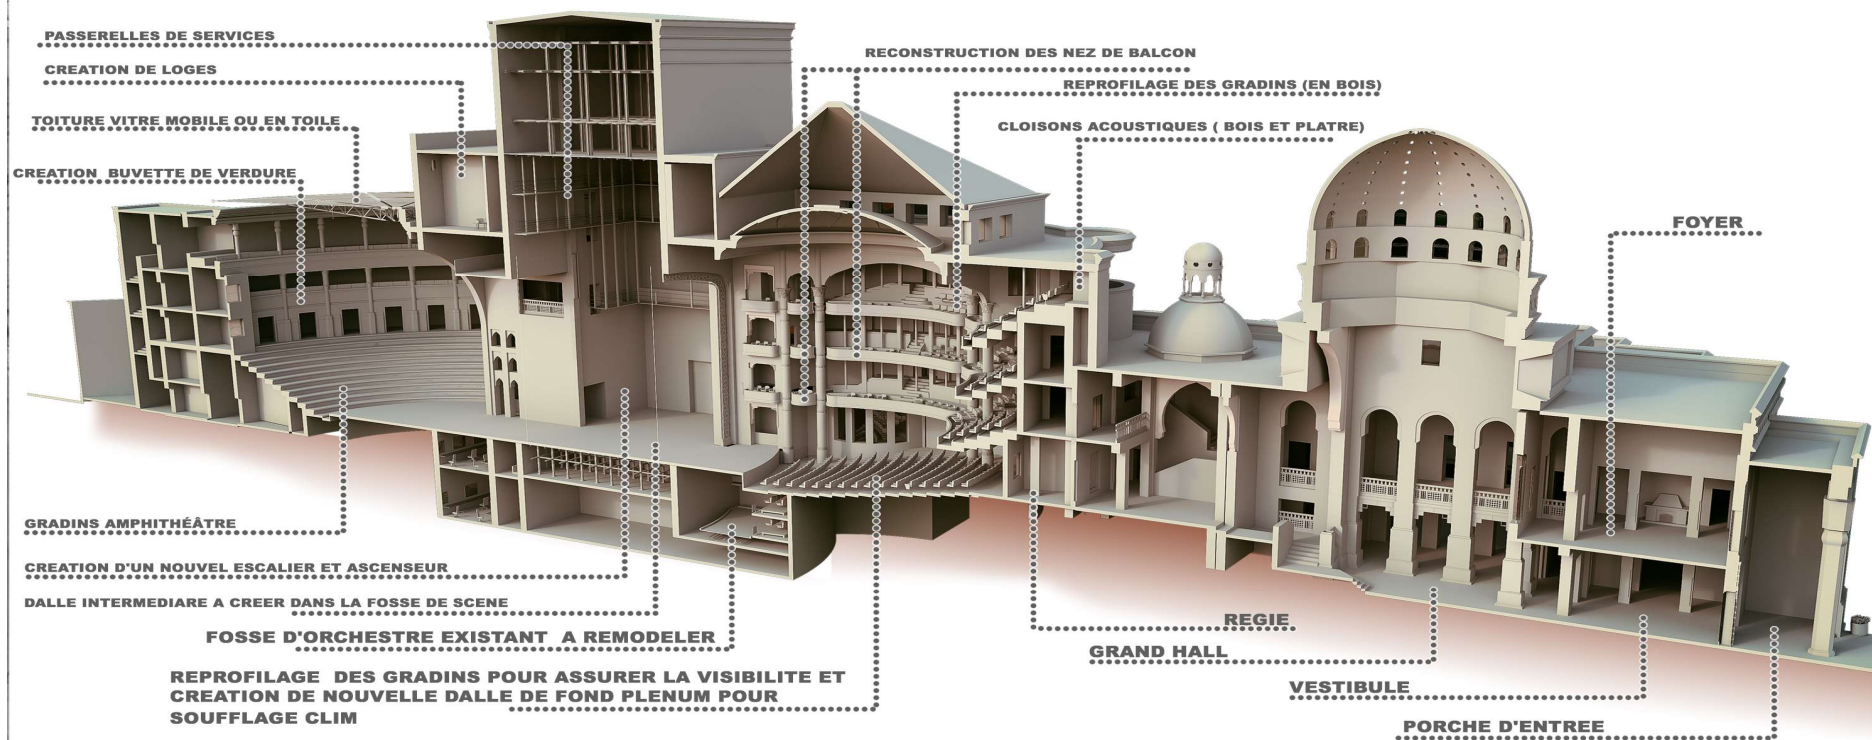 PASSERELLES DE SERVICES
CREATION DE LOGES
TOITURE VITRE MOBILE OU EN TOILE
CREATION BUVETTE DE VERDURE
RECONSTRUCTION DES NEZ DE BALCON
REPROFILAGE DES GRADINS (EN BOIS)
CLOISONS ACOUSTIQUES ( BOIS ET PLATRE)
FOYER
GRADINS AMPHITHÉÂTRE
CREATION D'UN NOUVEL ESCALIER ET ASCENSEUR
DALLE INTERMEDIARE A CREER DANS LA FOSSE DE SCENE
FOSSE D'ORCHESTRE EXISTANT A REMODELER
REPROFILAGE DES GRADINS POUR ASSURER LA VISIBILITE ET
CREATION DE NOUVELLE DALLE DE FOND PLENUM POUR
SOUFFLAGE CLIM
REGIE
GRAND HALL
VESTIBULE
PORCHE D'ENTREE